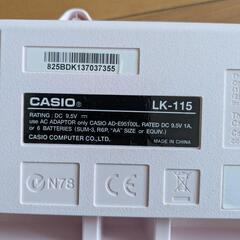 825BDK137037355
CASIO® LK-115
RATING : DC 9.5V ⎓
use AC ADAPTOR only CASIO AD-E95100L, RATED DC 9.5V 1A,
or 6 BATTERIES (SUM-3, R6P, "AA" SIZE or EQUIV.)
CASIO COMPUTER CO.,LTD. MADE IN CHINA
N78